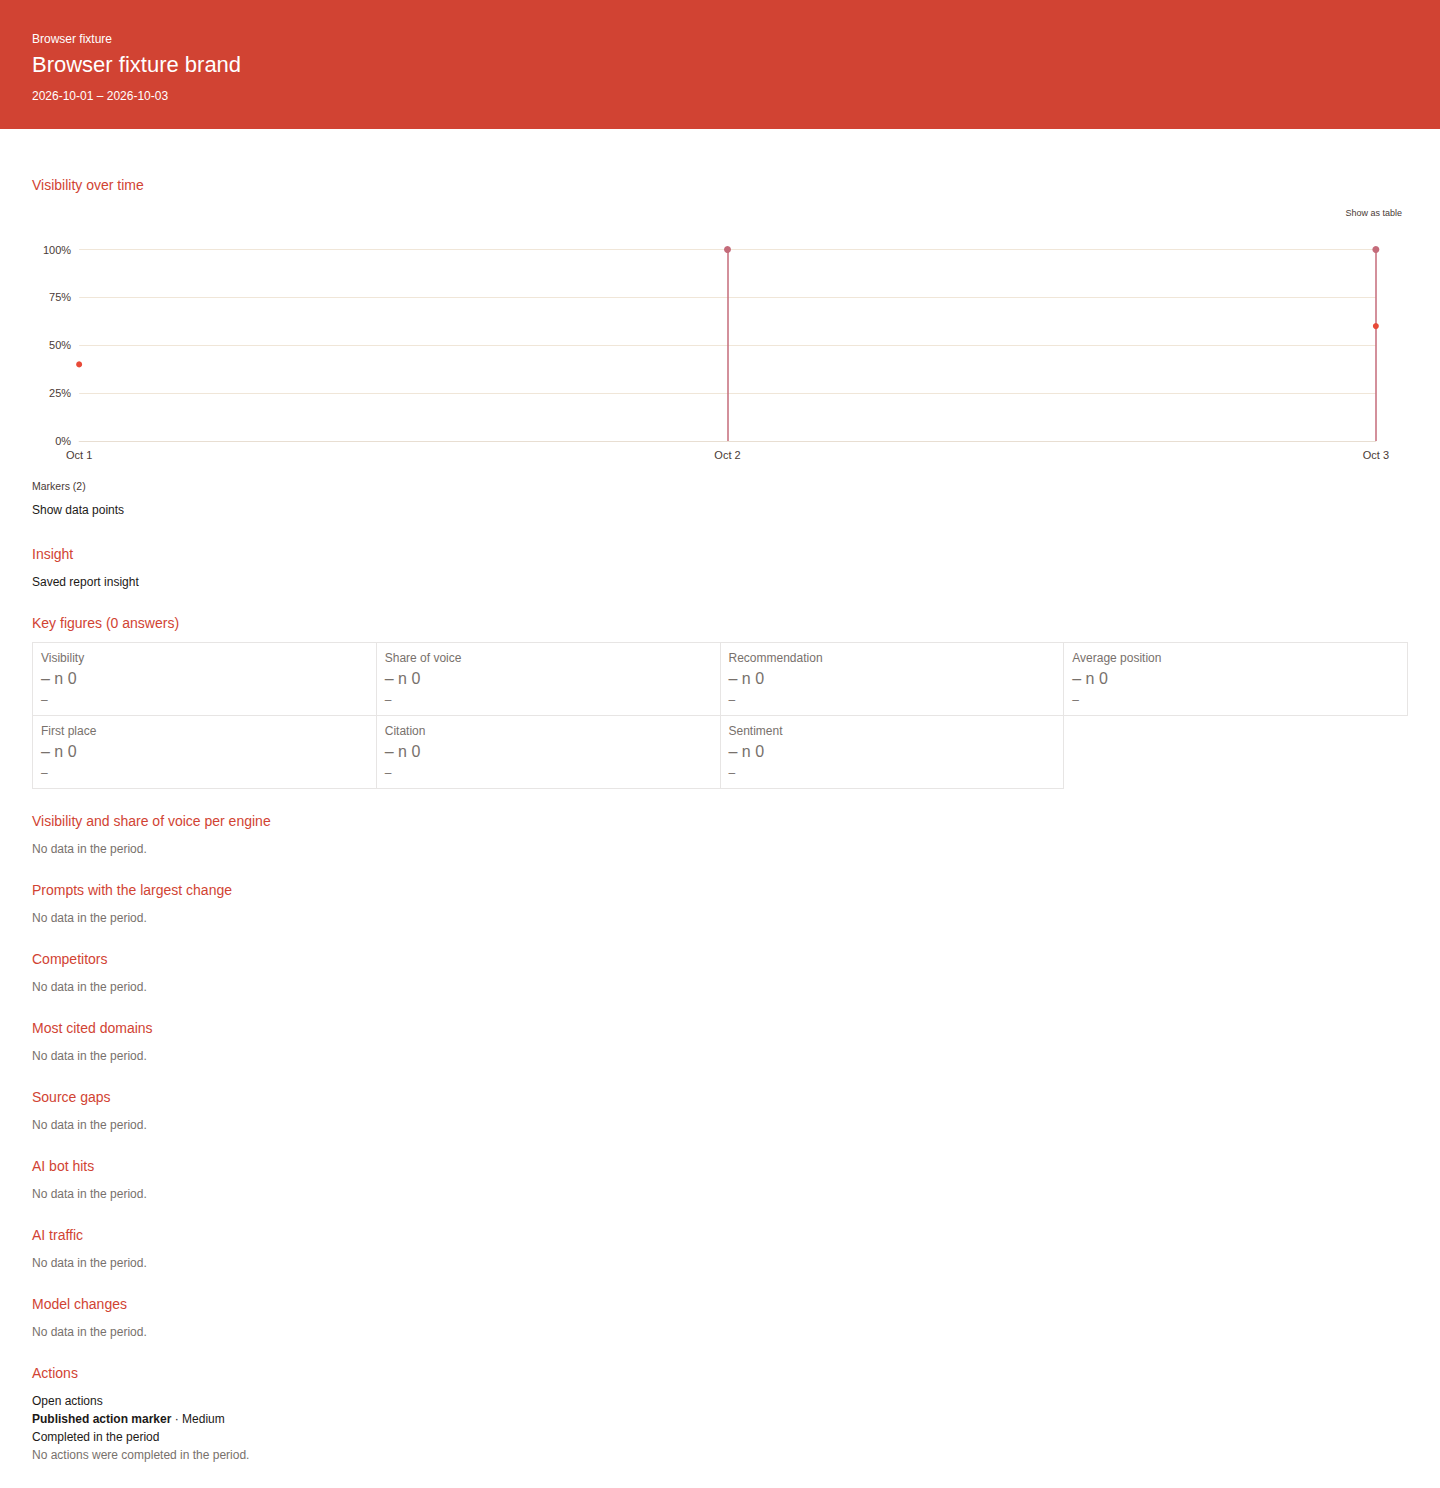 Browser fixture
Browser fixture brand
2026-10-01 – 2026-10-03
Visibility over time
Show as table
100%
75%
50%
25%
0%
Oct 1 Oct 2 Oct 3
Markers (2)
Show data points
Insight
Saved report insight
Key figures (0 answers)
Visibility Share of voice Recommendation Average position
– n 0 – n 0 – n 0 – n 0
– – – –
First place Citation Sentiment
– n 0 – n 0 – n 0
– – –
Visibility and share of voice per engine
No data in the period.
Prompts with the largest change
No data in the period.
Competitors
No data in the period.
Most cited domains
No data in the period.
Source gaps
No data in the period.
AI bot hits
No data in the period.
AI traffic
No data in the period.
Model changes
No data in the period.
Actions
Open actions
Published action marker · Medium
Completed in the period
No actions were completed in the period.